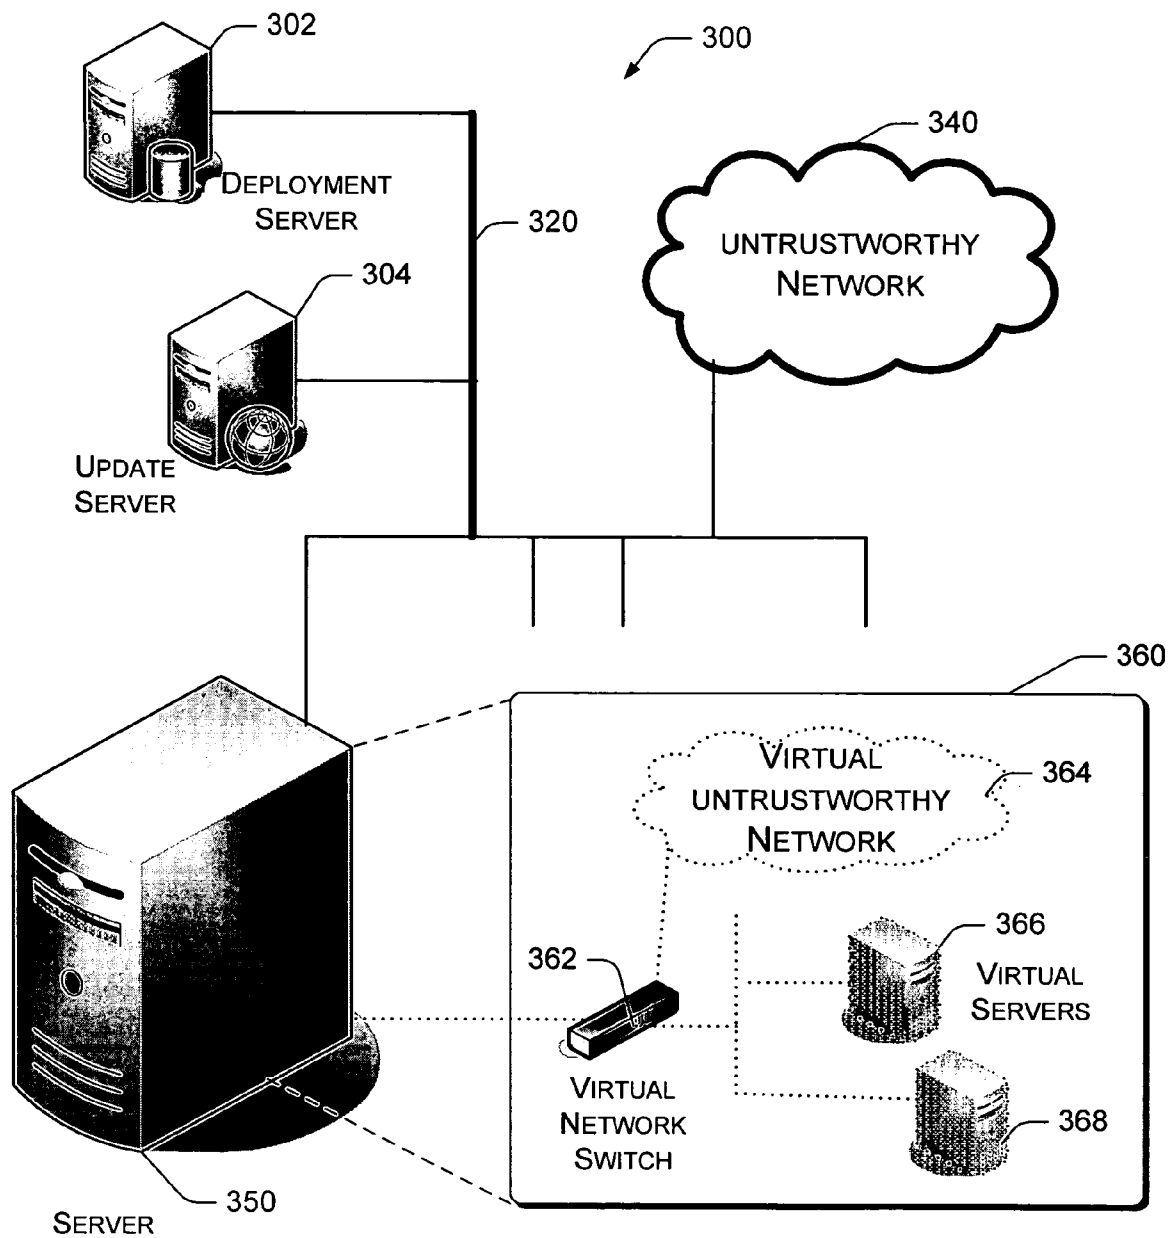 302
300
340
DEPLOYMENT
SERVER
320
UNTRUSTWORTHY
NETWORK
304
UPDATE
SERVER
360
VIRTUAL
UNTRUSTWORTHY
NETWORK
364
362
366
VIRTUAL
SERVERS
VIRTUAL
NETWORK
SWITCH
368
350
SERVER